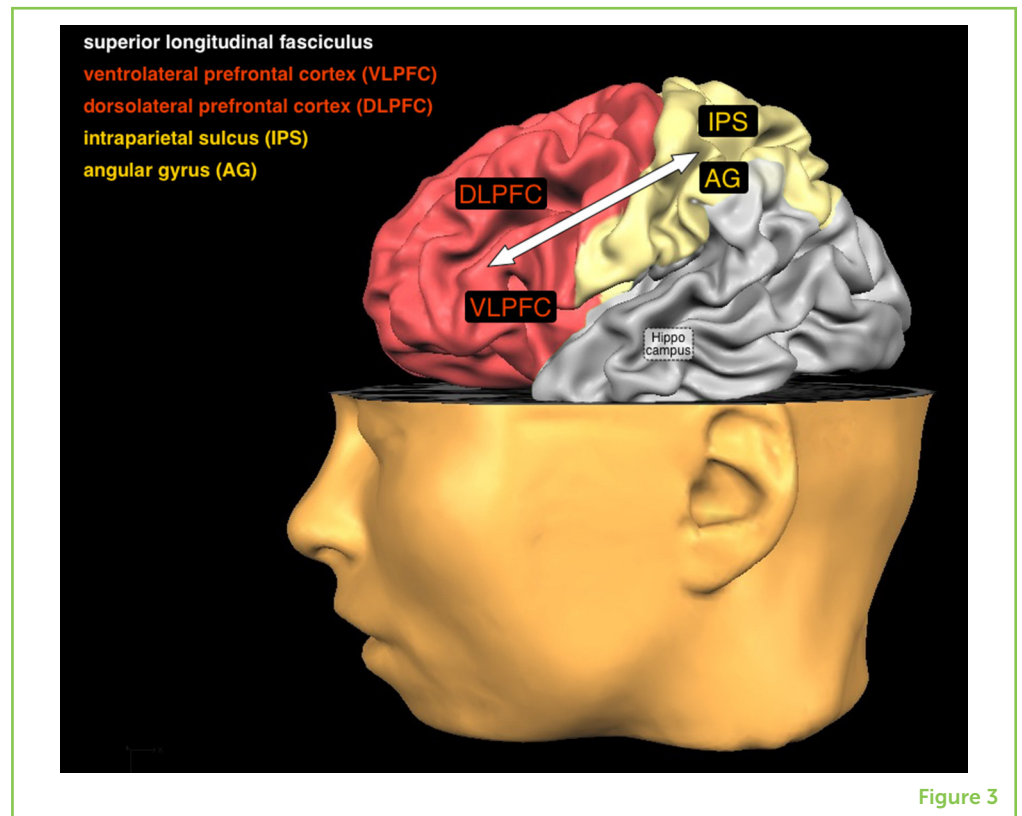 superior longitudinal fasciculus
ventrolateral prefrontal cortex (VLPFC)
dorsolateral prefrontal cortex (DLPFC)
intraparietal sulcus (IPS)
angular gyrus (AG)
IPS
AG
DLPFC
VLPFC
Hippo
campus
Figure 3